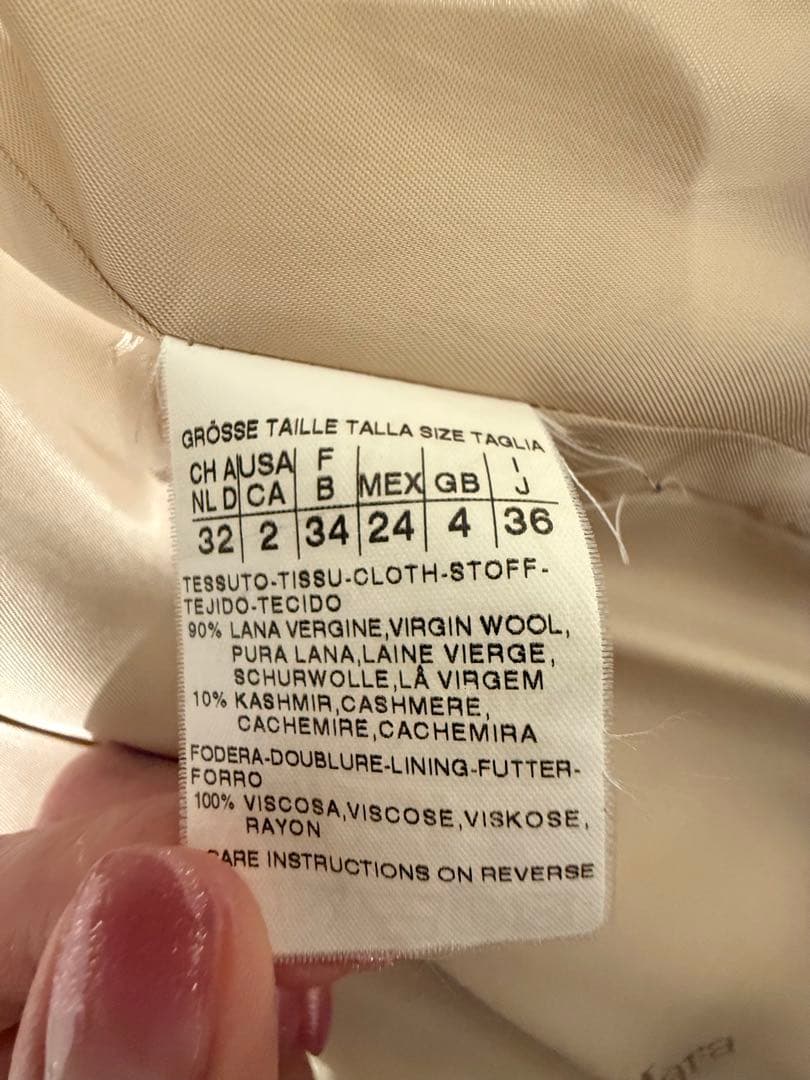 GRÖSSE TAILLE TALLA SIZE TAGLIA
CH A USA F MEX GB I
NL D CA B J
32 2 34 24 4 36
TESSUTO-TISSU-CLOTH-STOFF-
TEJIDO-TECIDO
90% LANA VERGINE,VIRGIN WOOL,
PURA LANA,LAINE VIERGE,
SCHURWOLLE,LÂ VIRGEM
10% KASHMIR,CASHMERE,
CACHEMIRE,CACHEMIRA
FODERA-DOUBLURE-LINING-FUTTER-
FORRO
100% VISCOSA,VISCOSE,VISKOSE,
RAYON
CARE INSTRUCTIONS ON REVERSE